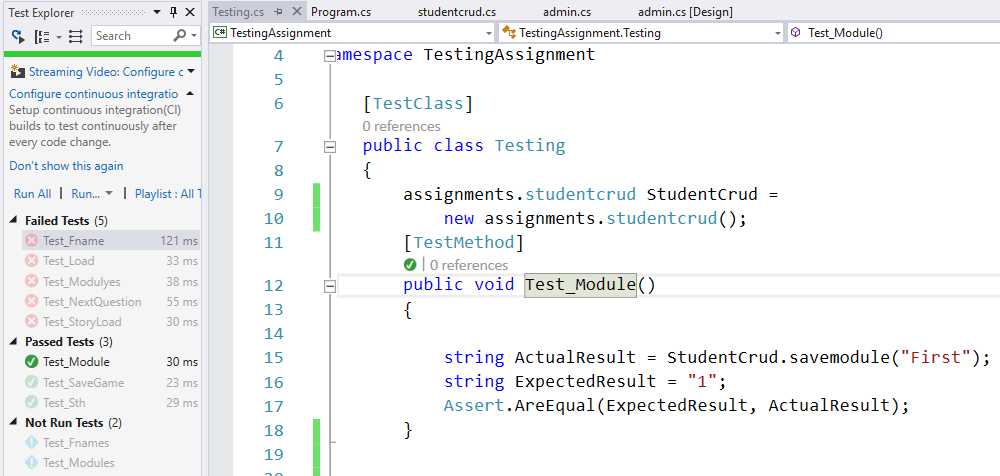 Test Explorer
Search
Streaming Video: Configure c
Configure continuous integratio
Setup continuous integration(CI)
builds to test continuously after
every code change.
Don't show this again
Run All | Run... | Playlist : All T
Failed Tests (5)
Test_Fname 121 ms
Test_Load 33 ms
Test_Modulyes 38 ms
Test_NextQuestion 55 ms
Test_StoryLoad 30 ms
Passed Tests (3)
Test_Module 30 ms
Test_SaveGame 23 ms
Test_Sth 29 ms
Not Run Tests (2)
Test_Fnames
Test_Modules
Testing.cs Program.cs studentcrud.cs admin.cs admin.cs [Design]
C# TestingAssignment TestingAssignment.Testing Test_Module()
4 amespace TestingAssignment
5
6 [TestClass]
0 references
7 public class Testing
8 {
9 assignments.studentcrud StudentCrud =
10 new assignments.studentcrud();
11 [TestMethod]
| 0 references
12 public void Test_Module()
13 {
14
15 string ActualResult = StudentCrud.savemodule("First");
16 string ExpectedResult = "1";
17 Assert.AreEqual(ExpectedResult, ActualResult);
18 }
19